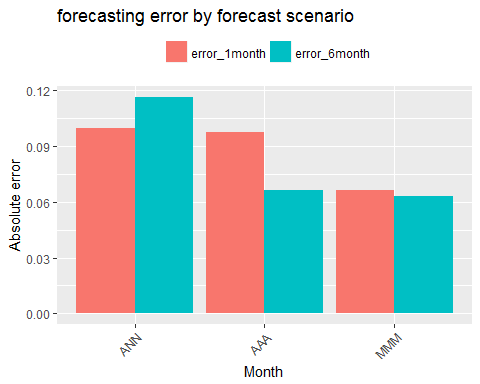 forecasting error by forecast scenario
error_1month error_6month
0.12
0.09
0.06
0.03
0.00
Absolute error
ANN AAA MMM
Month